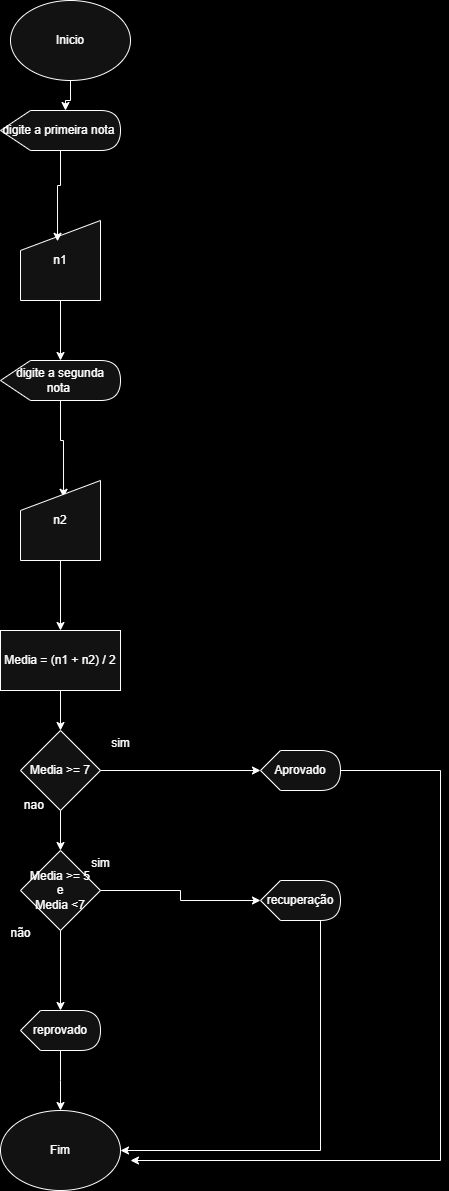 Inicio
digite a primeira nota
n1
digite a segunda
nota
n2
Media = (n1 + n2) / 2
sim
Media >= 7
Aprovado
nao
sim
Media >= 5
e
Media <7
recuperação
não
reprovado
Fim